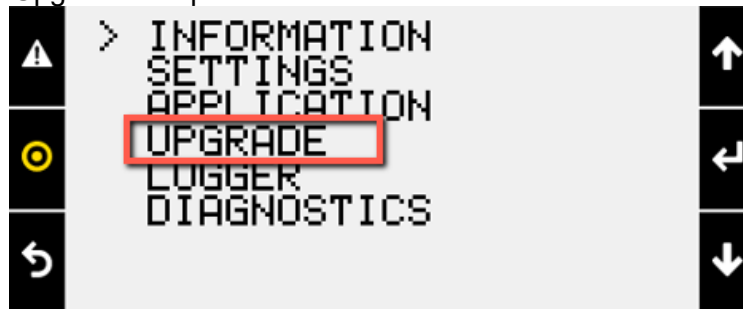 > INFORMATION
SETTINGS
APPLICATION
UPGRADE
LOGGER
DIAGNOSTICS